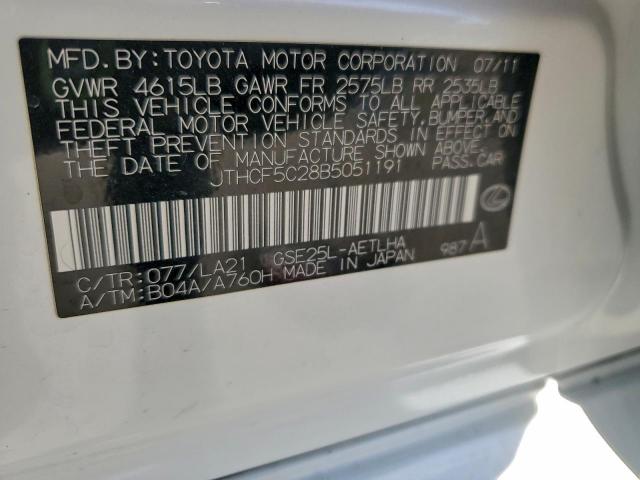 MFD.BY:TOYOTA MOTOR CORPORATION 07/11
GVWR 4615LB GAWR FR 2575LB RR 2535LB
THIS VEHICLE CONFORMS TO ALL APPLICABLE
FEDERAL MOTOR VEHICLE SAFETY,BUMPER,AND
THEFT PREVENTION STANDARDS IN EFFECT ON
THE DATE OF MANUFACTURE SHOWN ABOVE.
JTHCF5C28B5051191 PASS.CAR
C/TR:077/LA21 GSE25L-AETLHA 987A
A/TM:B04A/A760H MADE IN JAPAN